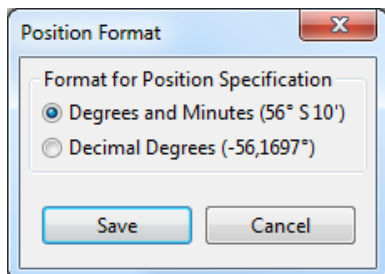 Position Format
Format for Position Specification
Degrees and Minutes (56° S 10')
Decimal Degrees (-56,1697°)
Save
Cancel